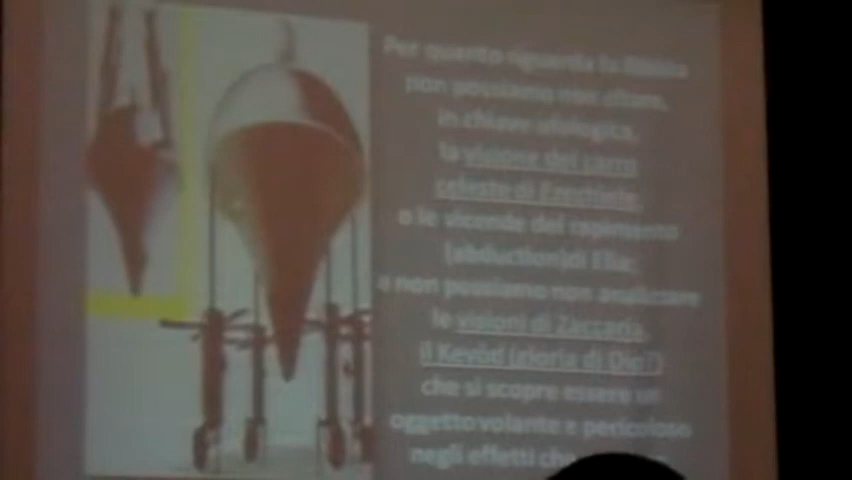 Per quanto riguarda la Bibbia
non possiamo non citare,
in chiave ufologica,
la visione del carro
celeste di Ezechiele,
o le vicende del rapimento
(abduction)di Elia;
e non possiamo non analizzare
le visioni di Zaccaria,
il Kevòd (gloria di Dio?)
che si scopre essere un
oggetto volante e pericoloso
negli effetti che